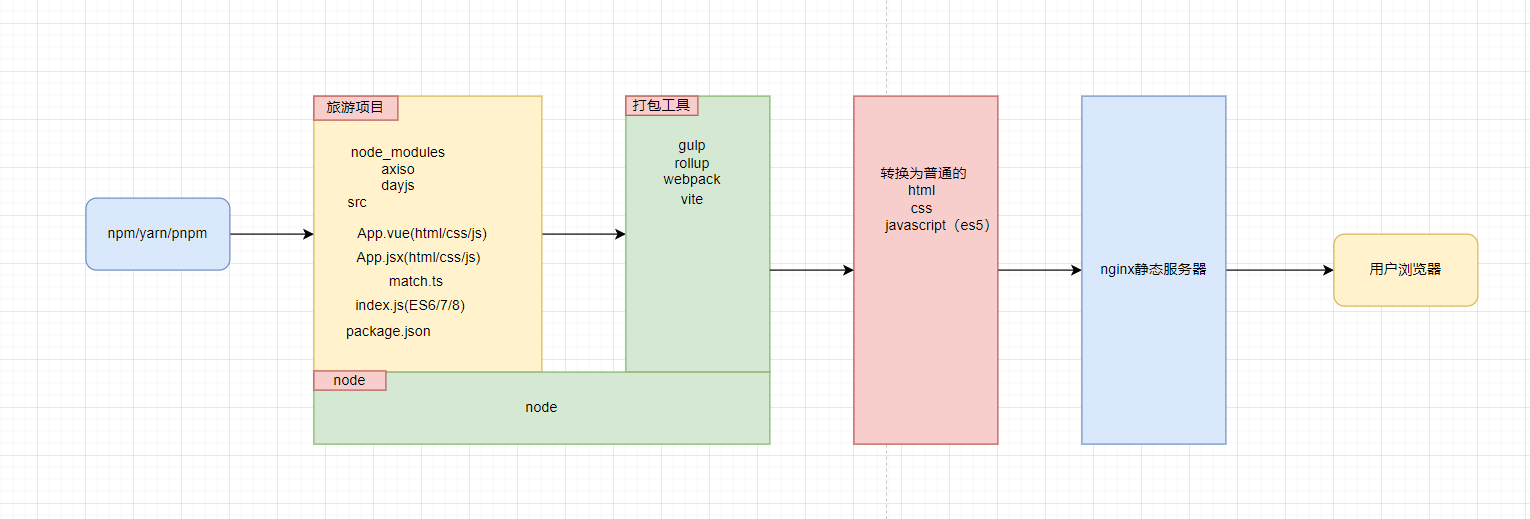 npm/yarn/pnpm
旅游项目
node_modules
axiso
dayjs
src
App.vue(html/css/js)
App.jsx(html/css/js)
match.ts
index.js(ES6/7/8)
package.json
打包工具
gulp
rollup
webpack
vite
node
node
转换为普通的
html
css
javascript（es5）
nginx静态服务器
用户浏览器